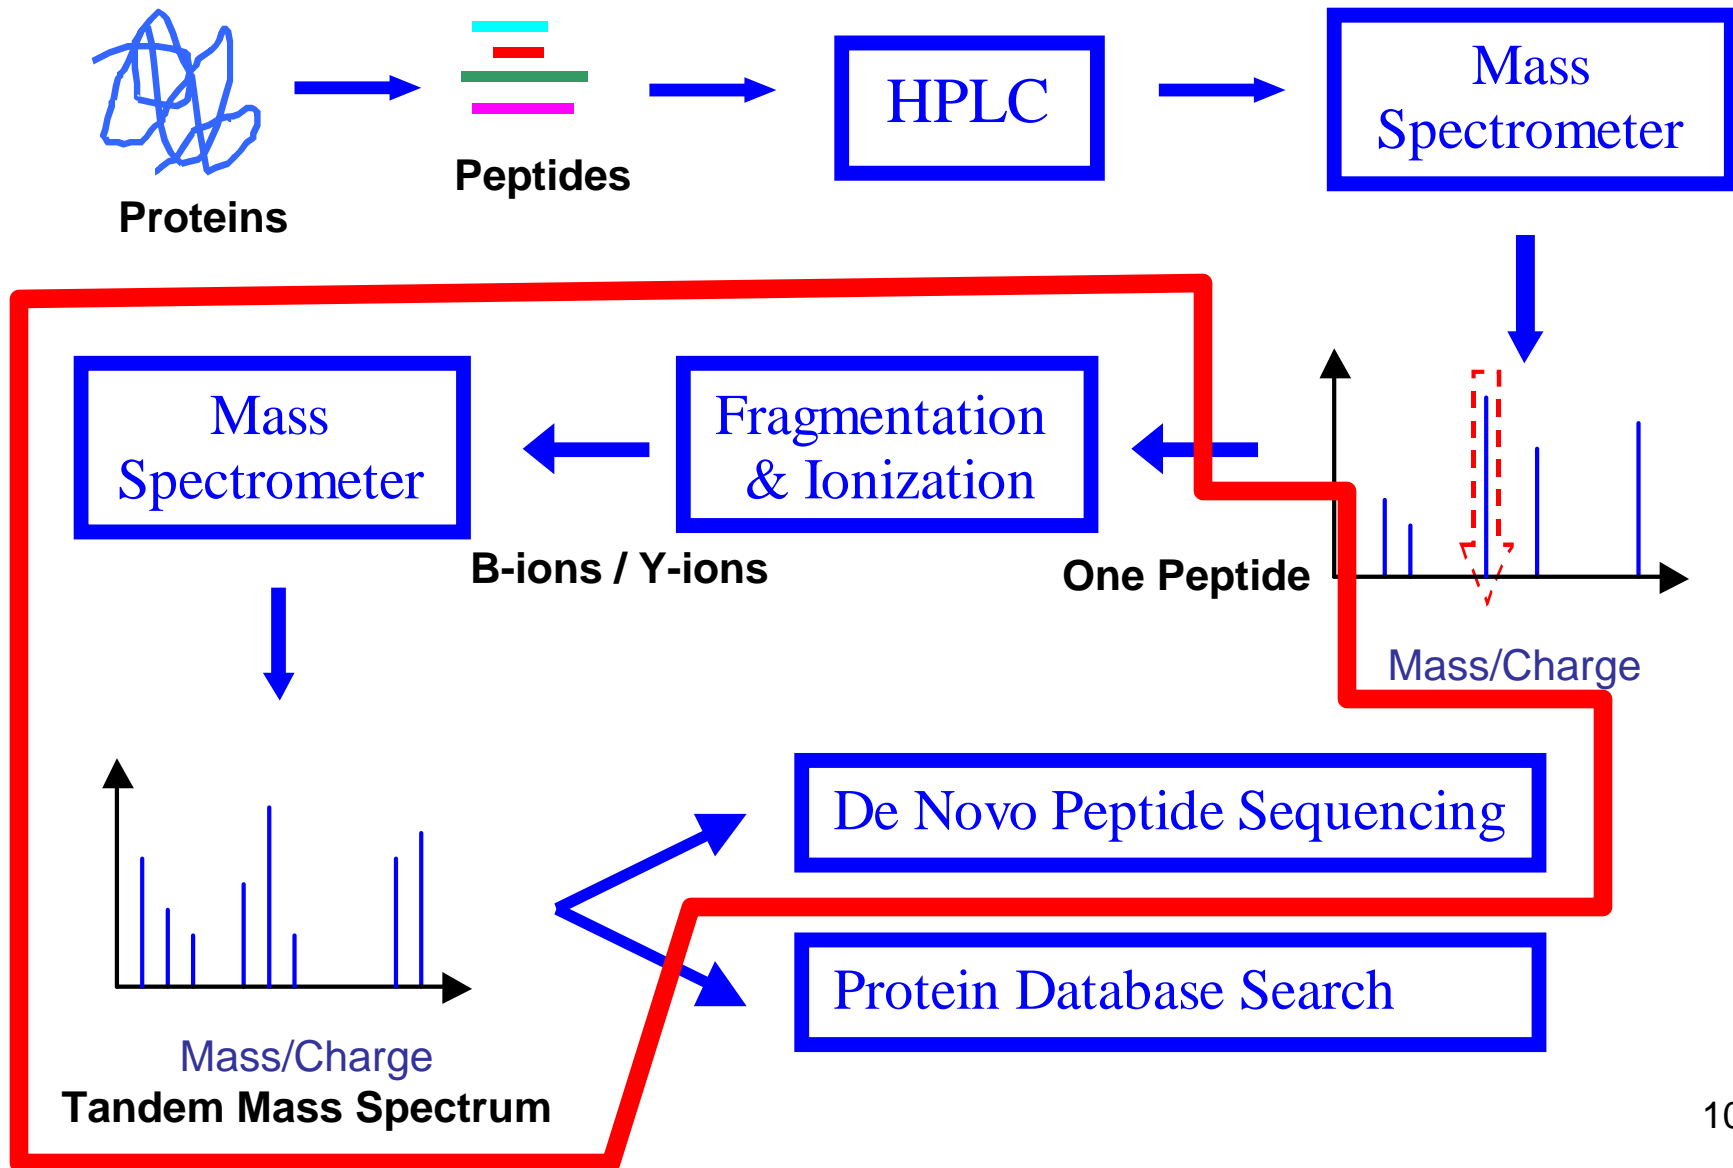 Proteins
Peptides
HPLC
Mass
Spectrometer
Mass/Charge
One Peptide
Fragmentation
& Ionization
B-ions / Y-ions
Mass
Spectrometer
Mass/Charge
Tandem Mass Spectrum
De Novo Peptide Sequencing
Protein Database Search
10